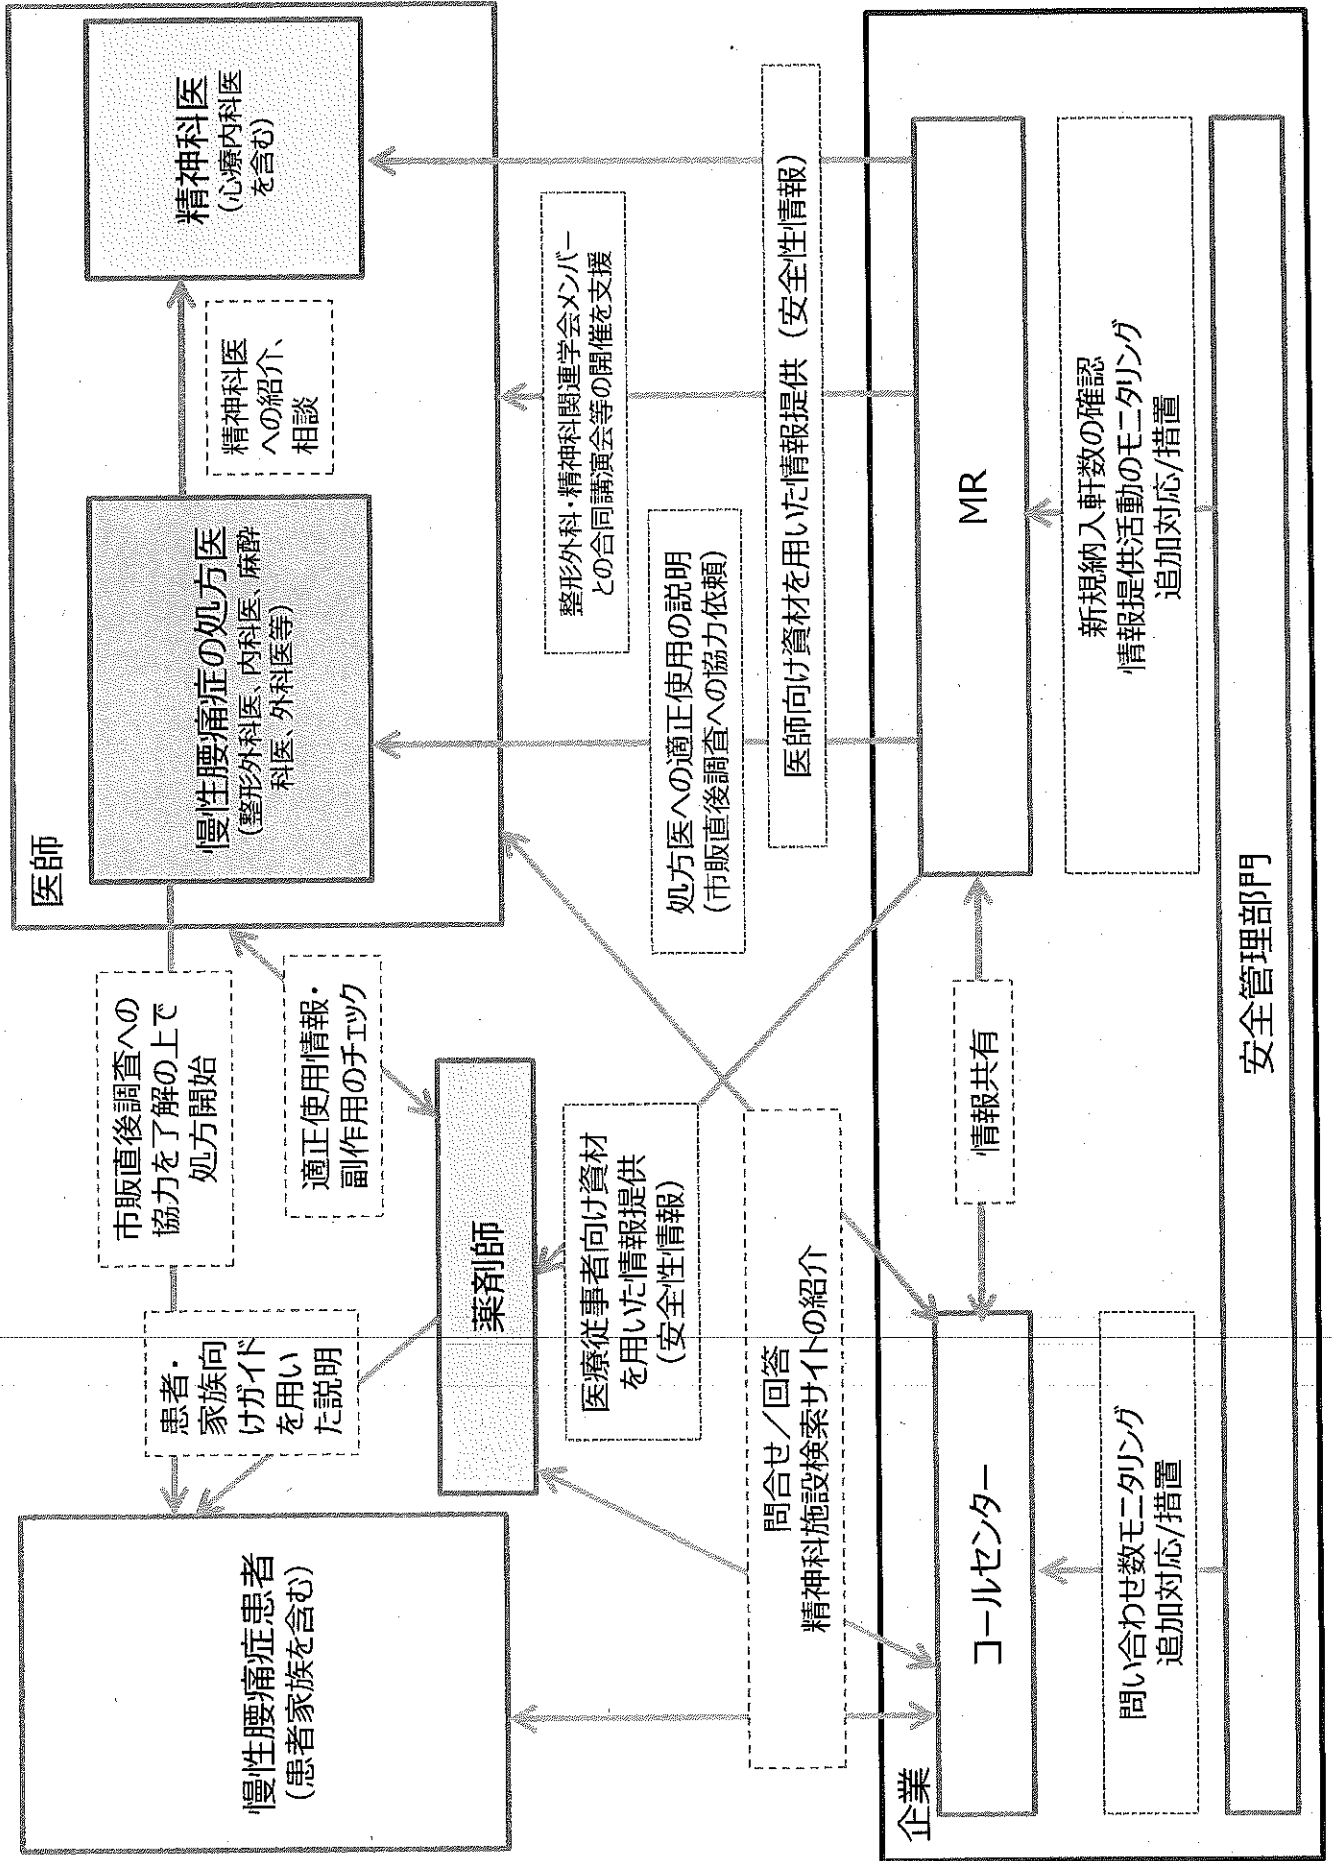 慢性腰痛症患者
(患者家族を含む)
市販直後調査への
協力を了解の上で
処方開始
患者・
家族向
けガイド
を用い
た説明
医師
慢性腰痛症の処方医
(整形外科医、内科医、麻酔
科医、外科医等)
精神科医
への紹介、
相談
精神科医
(心療内科医
を含む)
適正使用情報・
副作用のチェック
薬剤師
医療従事者向け資材
を用いた情報提供
(安全性情報)
整形外科・精神科関連学会メンバー
との合同講演会等の開催を支援
処方医への適正使用の説明
(市販直後調査への協力依頼)
医師向け資材を用いた情報提供(安全性情報)
問合せ/回答
精神科施設検索サイトの紹介
企業
コールセンター
情報共有
MR
問い合わせ数モニタリング
追加対応/措置
新規納入軒数の確認
情報提供活動のモニタリング
追加対応/措置
安全管理部門